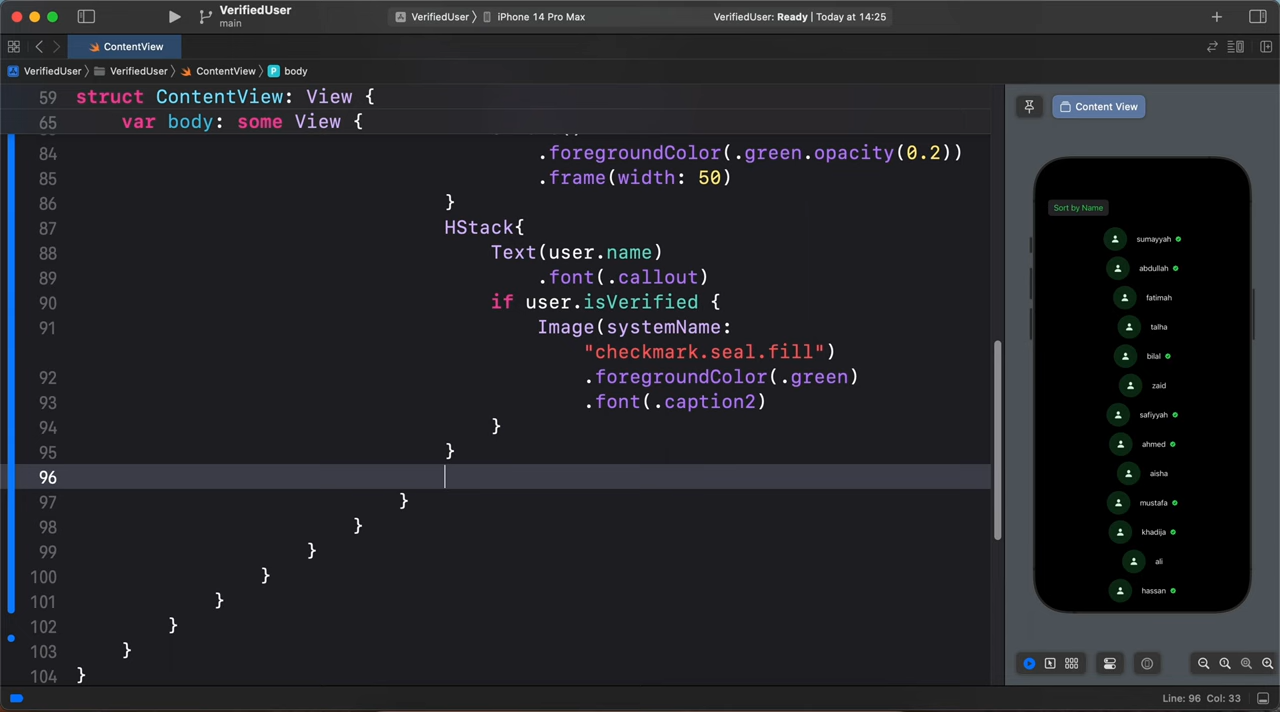 VerifiedUser
main
VerifiedUser 〉 iPhone 14 Pro Max
VerifiedUser: Ready | Today at 14:25
ContentView
VerifiedUser 〉 VerifiedUser 〉 ContentView 〉 P body
59 struct ContentView: View {
65 var body: some View {
84 .foregroundColor(.green.opacity(0.2))
85 .frame(width: 50)
86 }
87 HStack{
88 Text(user.name)
89 .font(.callout)
90 if user.isVerified {
91 Image(systemName:
"checkmark.seal.fill")
92 .foregroundColor(.green)
93 .font(.caption2)
94 }
95 }
96
97 }
98 }
99 }
100 }
101 }
102 }
103 }
104 }
Content View
Sort by Name
sumayyah
abdullah
fatimah
talha
bilal
zaid
safiyyah
ahmed
aisha
mustafa
khadija
ali
hassan
Line: 96 Col: 33